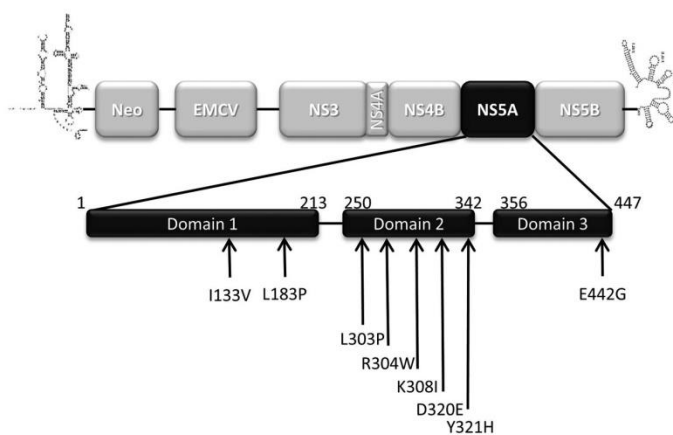 Neo EMCV NS3 NS4A NS4B NS5A NS5B
1 213 250 342 356 447
Domain 1 Domain 2 Domain 3
I133V L183P E442G
L303P
R304W
K308I
D320E
Y321H